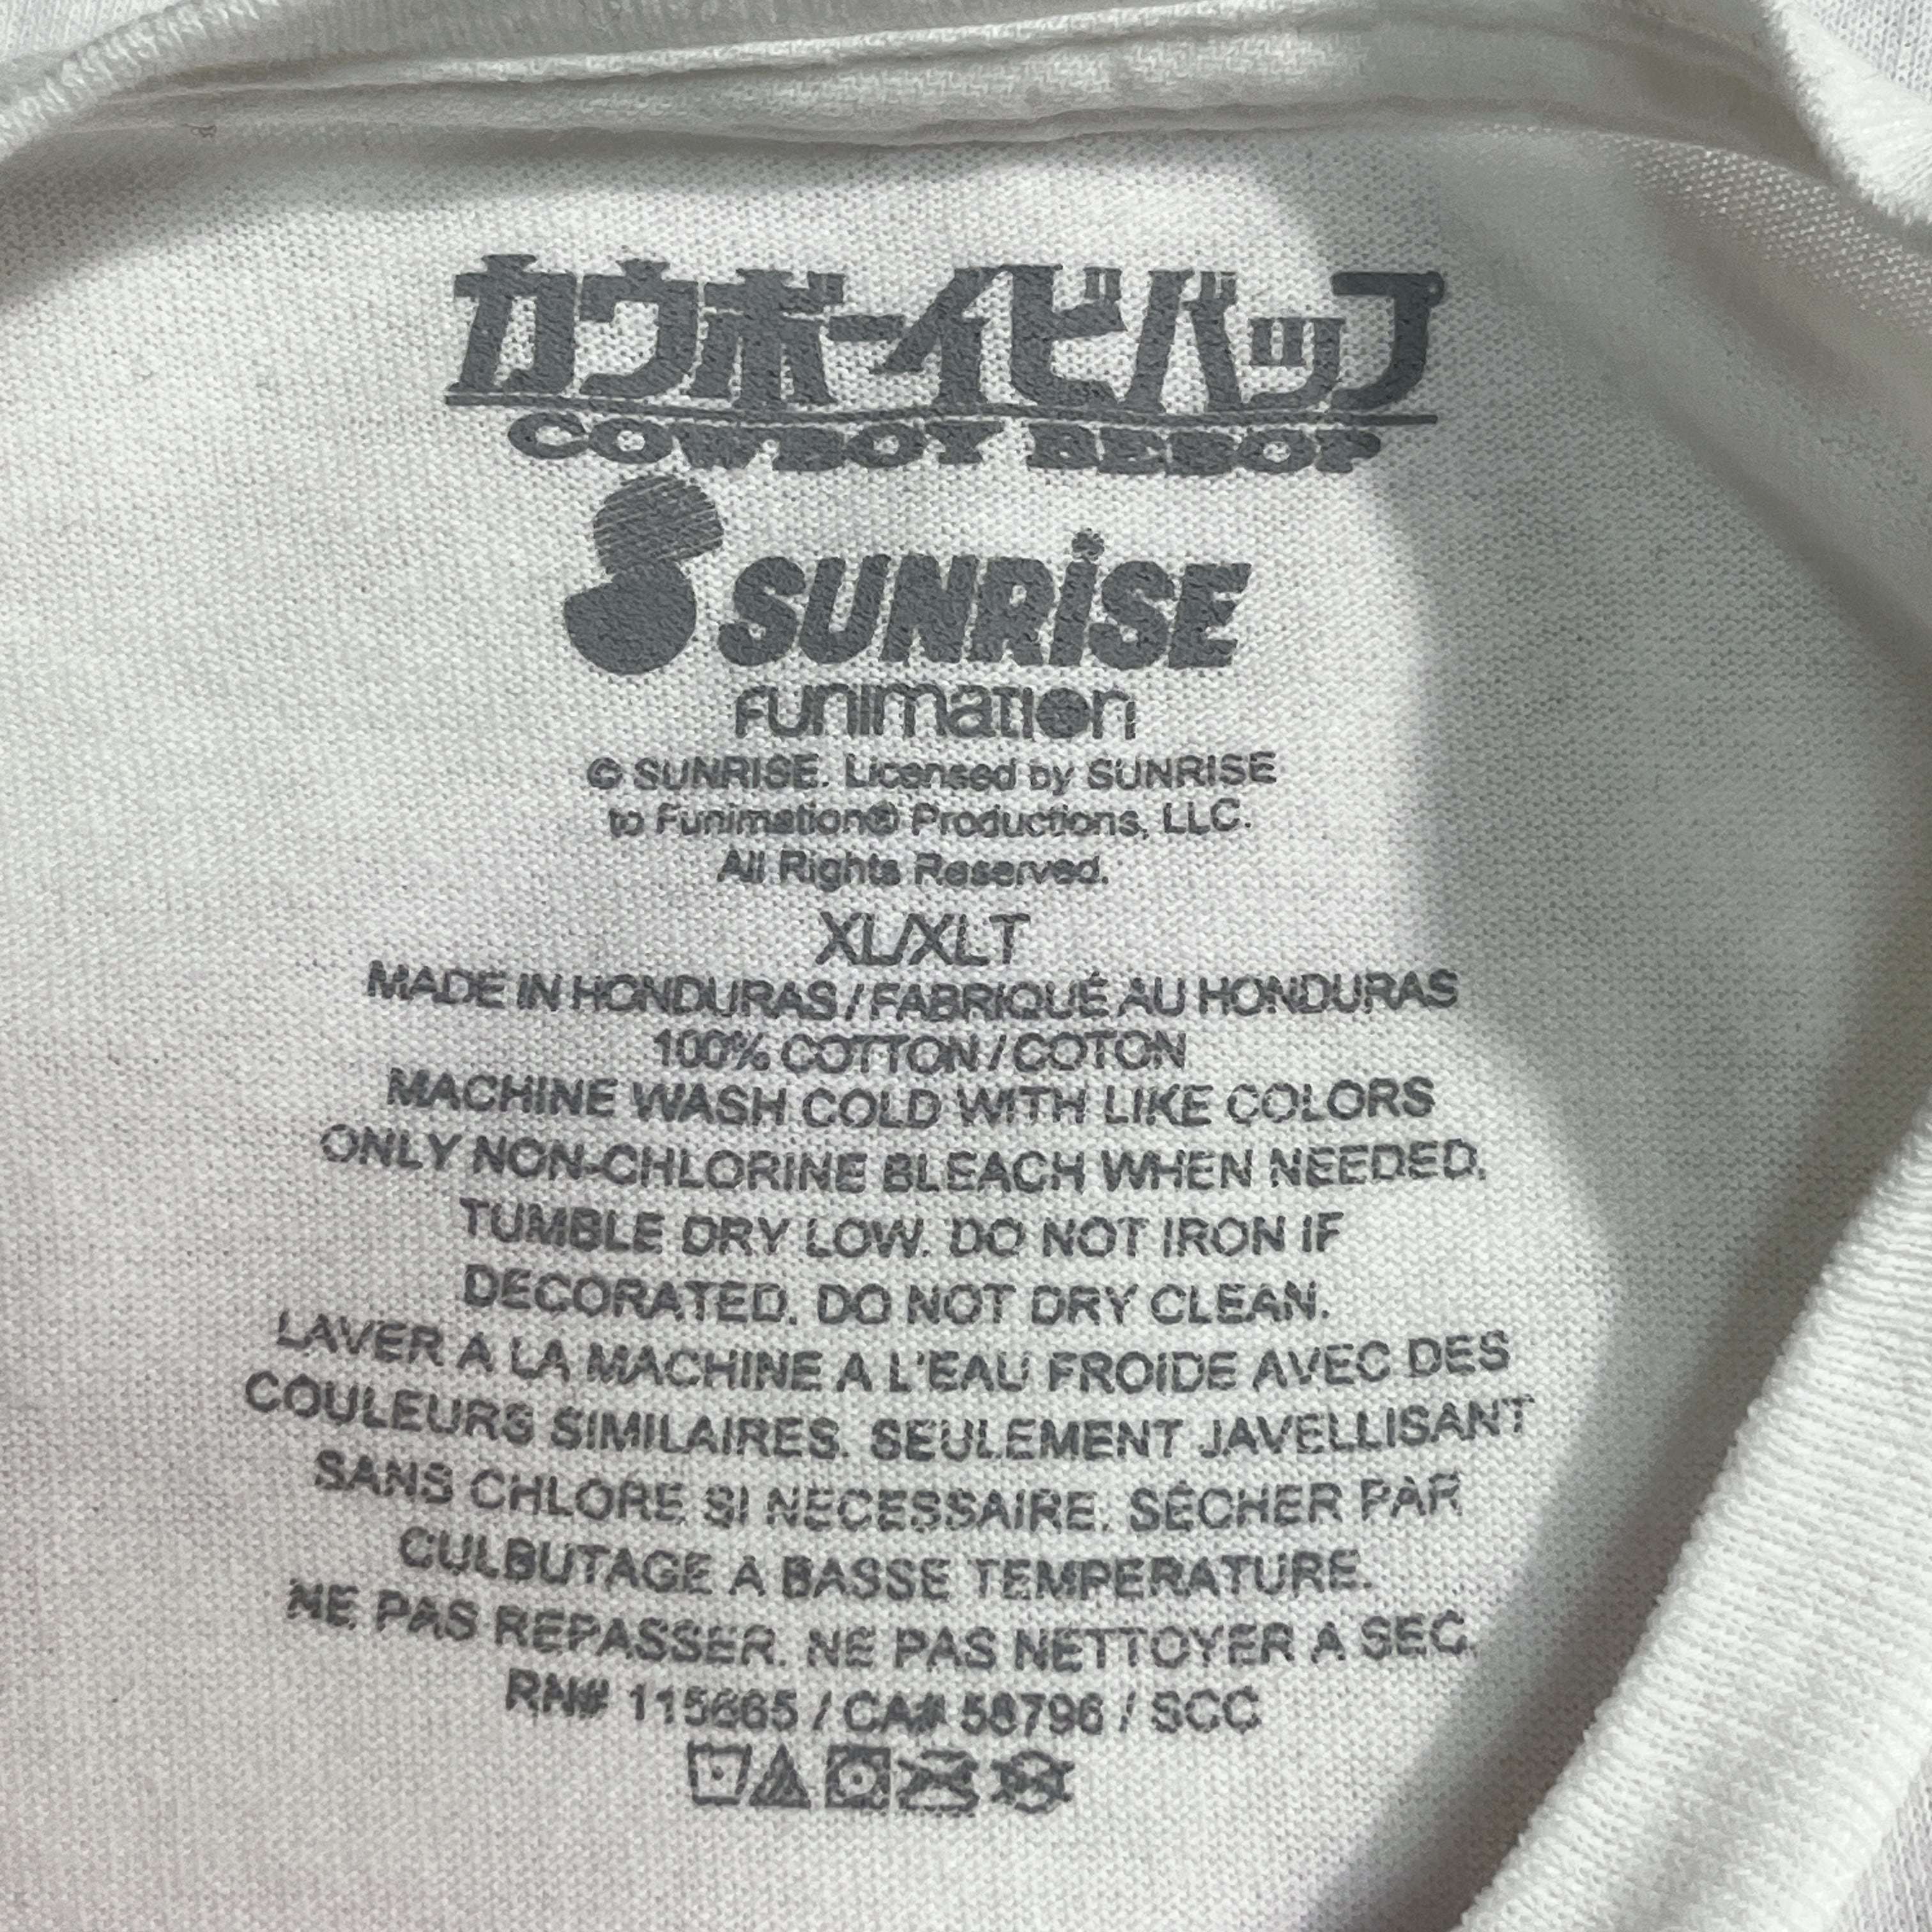 カウボーイビバップ
COWBOY BEBOP
SUNRISE
FUNIMATION
© SUNRISE. Licensed by SUNRISE
to Funimation® Productions, LLC.
All Rights Reserved.
XL/XLT
MADE IN HONDURAS / FABRIQUÉ AU HONDURAS
100% COTTON / COTON
MACHINE WASH COLD WITH LIKE COLORS
ONLY NON-CHLORINE BLEACH WHEN NEEDED.
TUMBLE DRY LOW. DO NOT IRON IF
DECORATED. DO NOT DRY CLEAN.
LAVER A LA MACHINE A L'EAU FROIDE AVEC DES
COULEURS SIMILAIRES. SEULEMENT JAVELLISANT
SANS CHLORE SI NECESSAIRE. SÉCHER PAR
CULBUTAGE A BASSE TEMPERATURE.
NE PAS REPASSER. NE PAS NETTOYER A SEC.
RN# 115665 / CA# 58796 / SCC